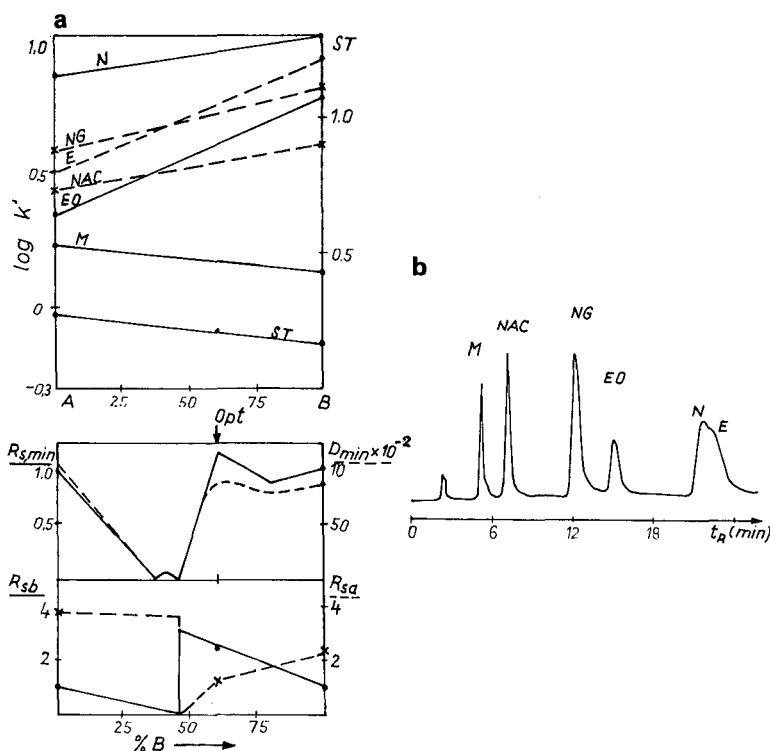 a
1.0
ST
N
NG
E
1.0
0.5
NAC
EO
log k'
M
0.5
0
ST
-0.3
A 25 50 75 B
Opt
Rs,min
Dmin×10⁻²
1.0
10
0.5
50
Rsb
Rsa
4
4
2
2
25 50 75
% B
b
M
NAC
NG
EO
N
E
0 6 12 18 tR (min)